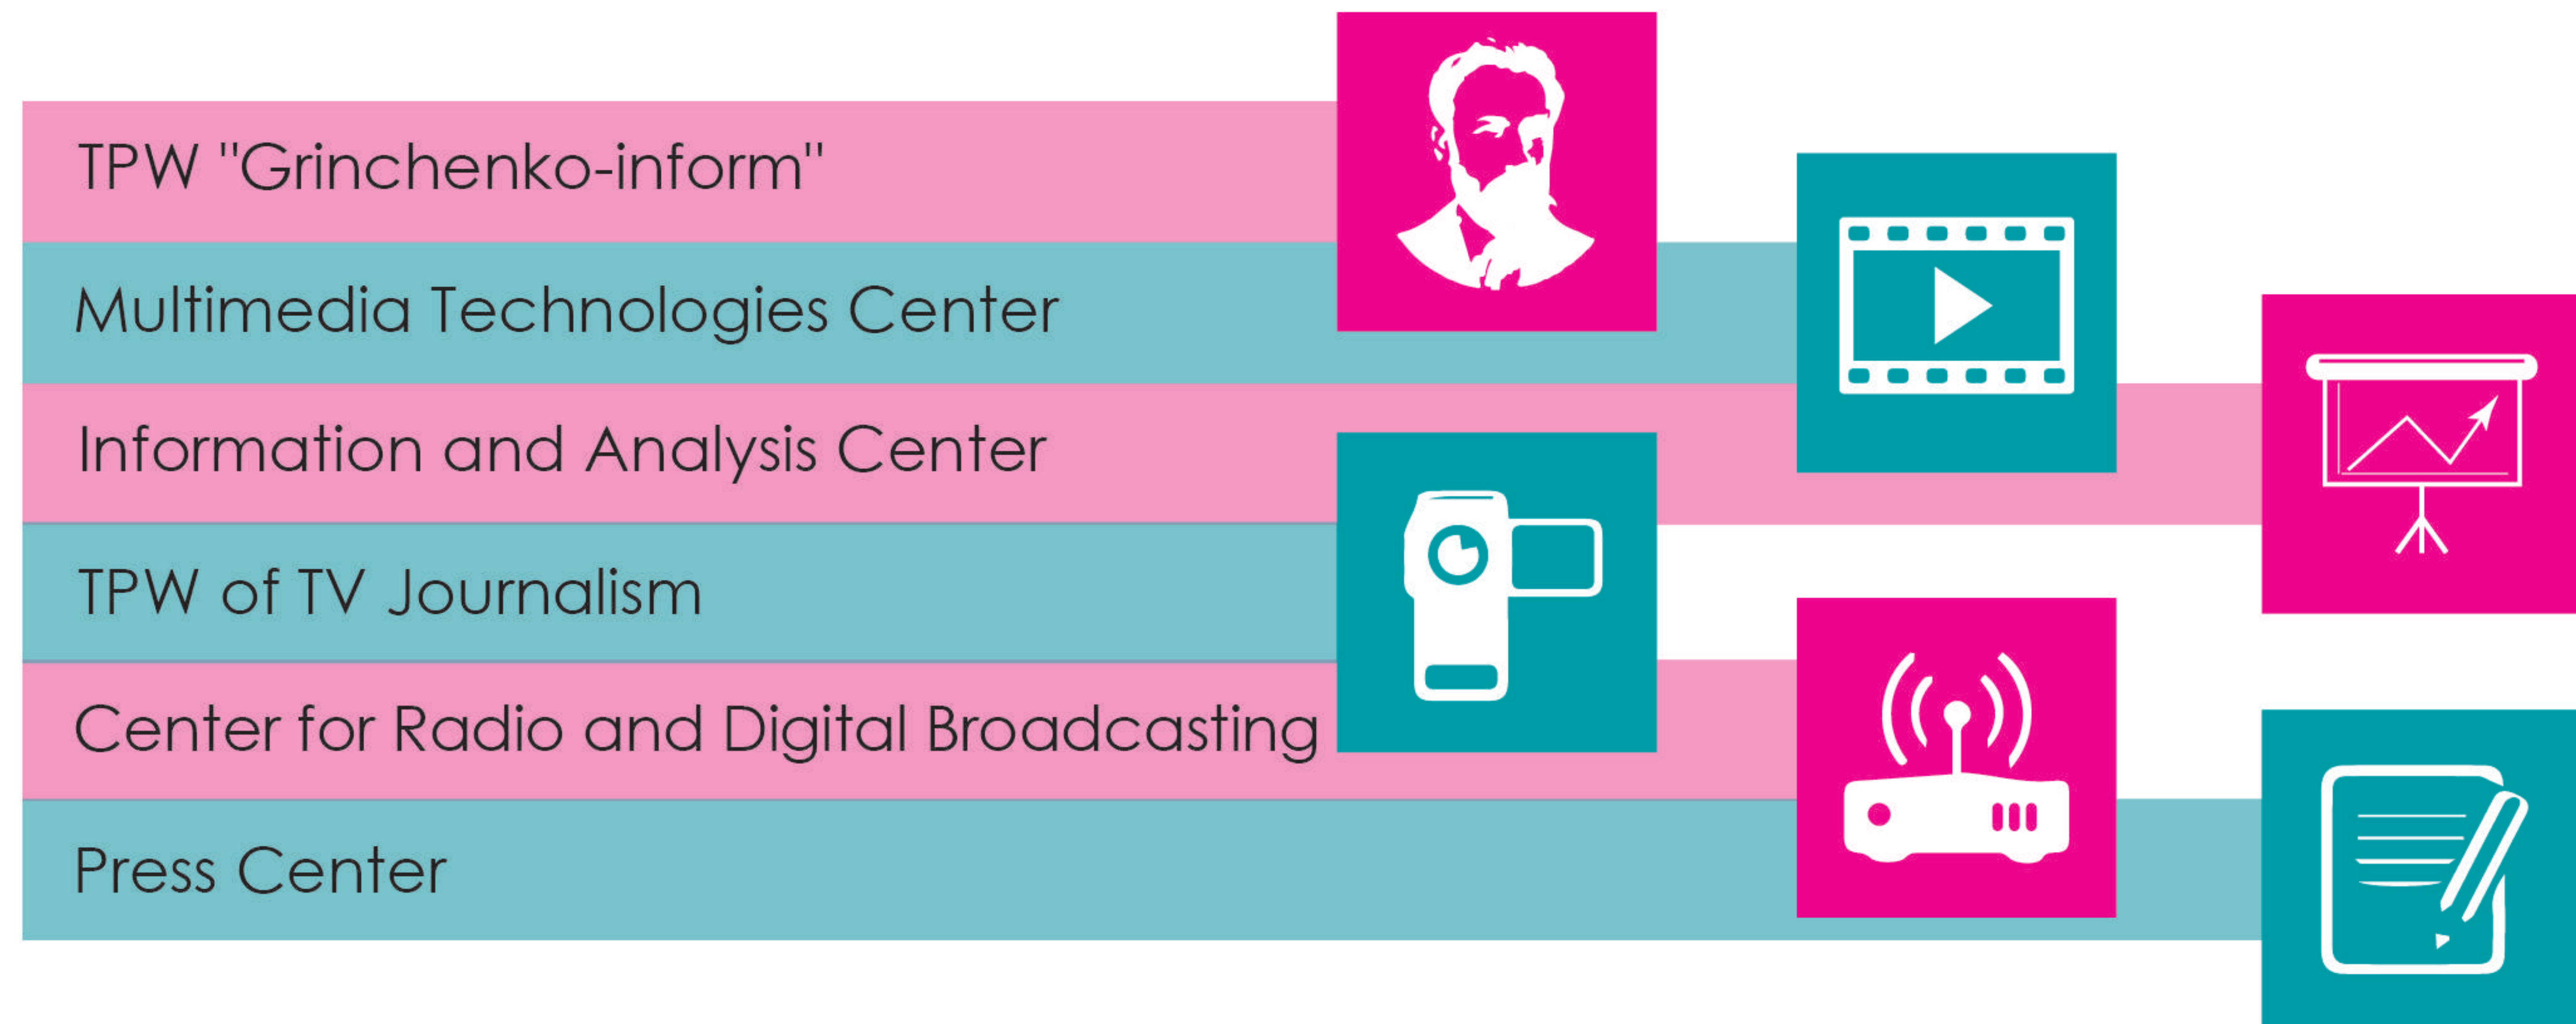 TPW "Grinchenko-inform"
Multimedia Technologies Center
Information and Analysis Center
TPW of TV Journalism
Center for Radio and Digital Broadcasting
Press Center